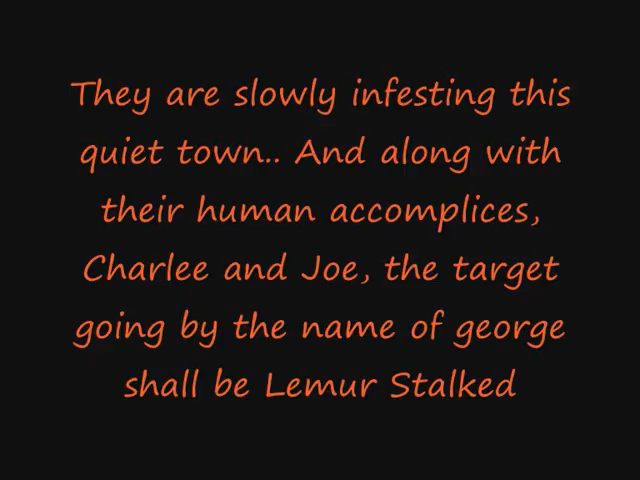 They are slowly infesting this
quiet town.. And along with
their human accomplices,
Charlee and Joe, the target
going by the name of george
shall be Lemur Stalked